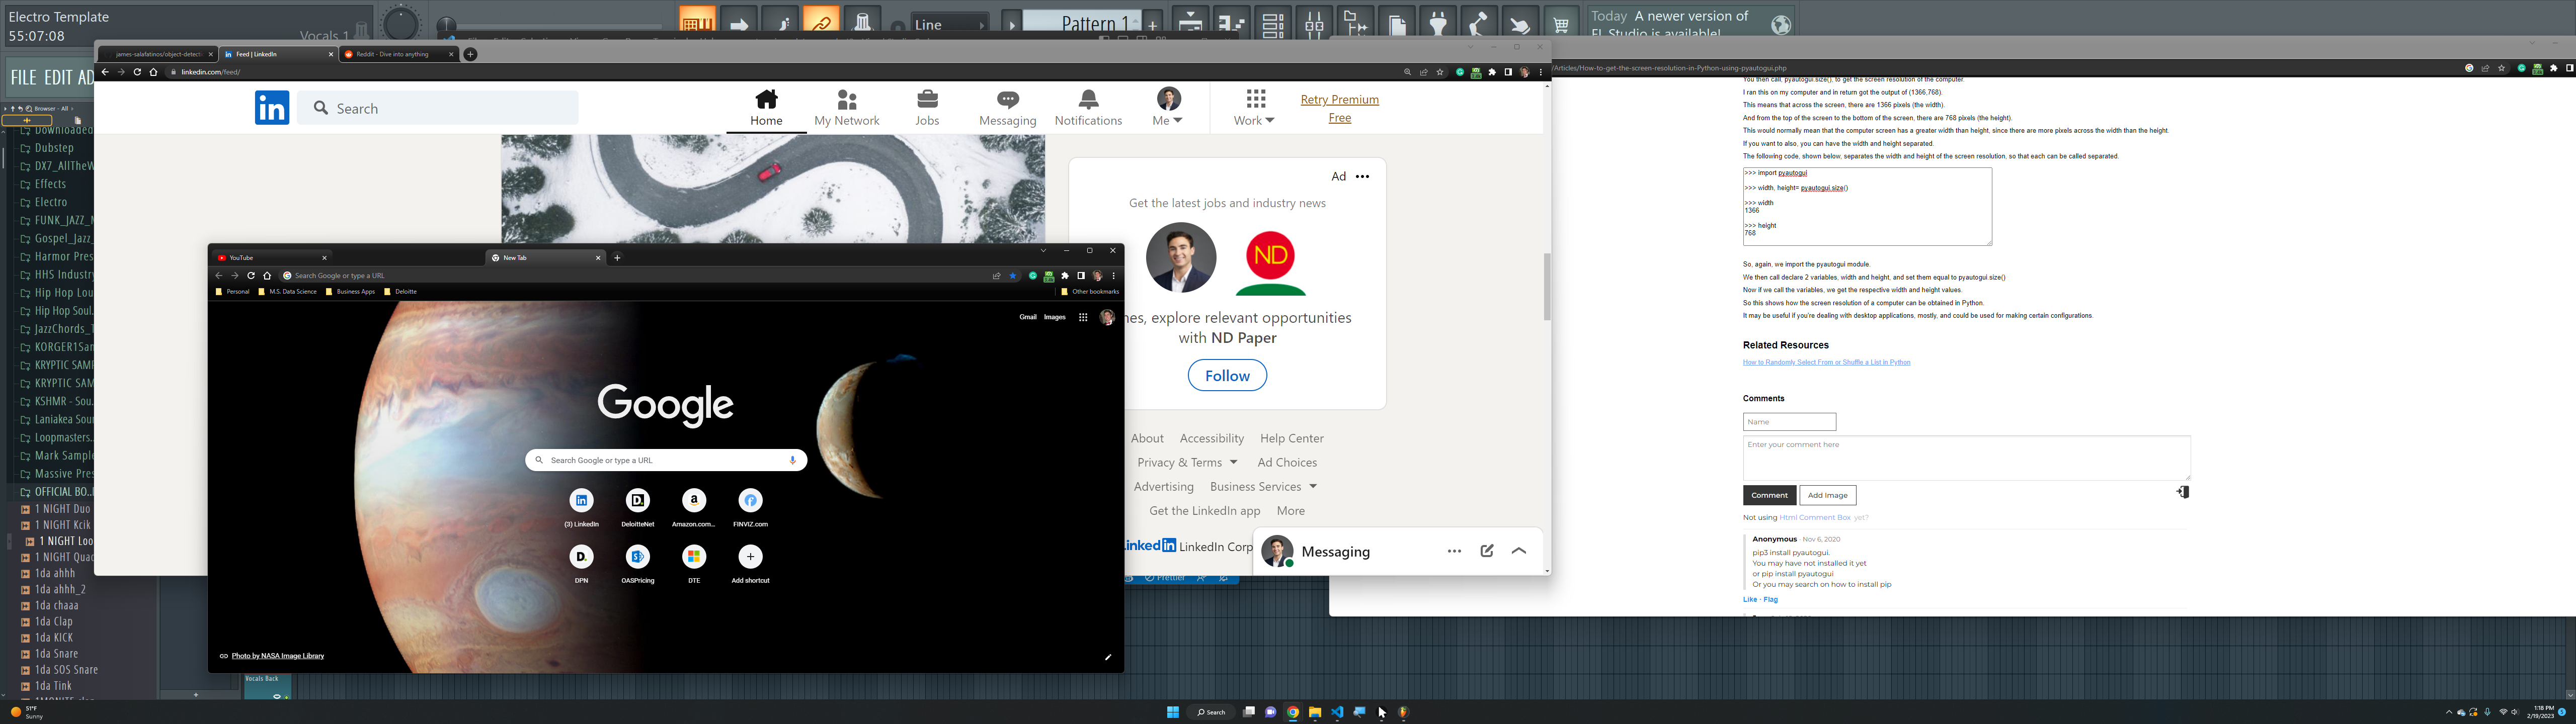 Electro Template
55:07:08
Vocals 1
Line
Pattern 1
Today A newer version of
FL Studio is available!
FILE EDIT
Browser - All
Downloaded
Dubstep
Effects
Electro
Harmor Pres
HHS Industry
Hip Hop Lou
Hip Hop Soul
KRYPTIC SAMP
KRYPTIC SAM
KSHMR - Sou
Laniakea Soun
Loopmasters
Mark Sample
Massive Pres
OFFICIAL BO..
1 NIGHT Duo
1 NIGHT Kcik
1 NIGHT Loo
1 NIGHT Quad
1da ahhh
1da ahhh_2
1da chaaa
1da Clap
1da KICK
1da Snare
1da SOS Snare
1da Tink
james-salafatinos/object-detect
Feed | LinkedIn
Reddit - Dive into anything
linkedin.com/feed/
Search
Home
My Network
Jobs
Messaging
Notifications
Me
Work
Retry Premium
Free
Ad
Get the latest jobs and industry news
ND
explore relevant opportunities
with ND Paper
Follow
About Accessibility Help Center
Privacy & Terms Ad Choices
Advertising Business Services
Get the LinkedIn app More
Linkedin LinkedIn Corp
Messaging
Prettier
YouTube
New Tab
Search Google or type a URL
Personal
M.S. Data Science
Business Apps
Deloitte
Other bookmarks
Gmail Images
Google
Search Google or type a URL
(3) LinkedIn
DeloitteNet
Amazon.com...
FINVIZ.com
DPN
OASPricing
DTE
Add shortcut
Photo by NASA Image Library
Vocals Back
/Articles/How-to-get-the-screen-resolution-in-Python-using-pyautogui.php
You then call, pyautogui.size(), to get the screen resolution of the computer.
I ran this on my computer and in return got the output of (1366,768).
This means that across the screen, there are 1366 pixels (the width).
And from the top of the screen to the bottom of the screen, there are 768 pixels (the height).
This would normally mean that the computer screen has a greater width than height, since there are more pixels across the width than the height.
If you want to also, you can have the width and height separated.
The following code, shown below, separates the width and height of the screen resolution, so that each can be called separated.
>>> import pyautogui
>>> width, height= pyautogui.size()
>>> width
1366
>>> height
768
So, again, we import the pyautogui module.
We then call declare 2 variables, width and height, and set them equal to pyautogui.size()
Now if we call the variables, we get the respective width and height values.
So this shows how the screen resolution of a computer can be obtained in Python.
It may be useful if you're dealing with desktop applications, mostly, and could be used for making certain configurations.
Related Resources
How to Randomly Select From or Shuffle a List in Python
Comments
Name
Enter your comment here
Comment
Add Image
Not using Html Comment Box yet?
Anonymous · Nov 6, 2020
pip3 install pyautogui.
You may have not installed it yet
or pip install pyautogui
Or you may search on how to install pip
Like · Flag
51°F
Sunny
Search
1:18 PM
2/19/2023